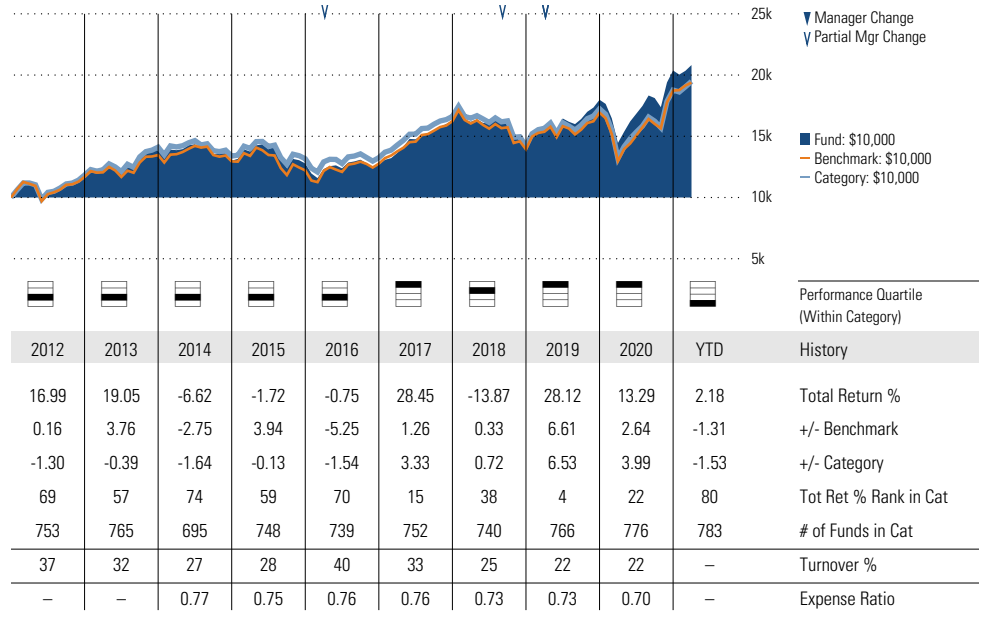 25k
Manager Change
Partial Mgr Change
20k
15k
Fund: $10,000
Benchmark: $10,000
Category: $10,000
10k
5k
Performance Quartile
(Within Category)
2012 2013 2014 2015 2016 2017 2018 2019 2020 YTD History
16.99 19.05 -6.62 -1.72 -0.75 28.45 -13.87 28.12 13.29 2.18 Total Return %
0.16 3.76 -2.75 3.94 -5.25 1.26 0.33 6.61 2.64 -1.31 +/- Benchmark
-1.30 -0.39 -1.64 -0.13 -1.54 3.33 0.72 6.53 3.99 -1.53 +/- Category
69 57 74 59 70 15 38 4 22 80 Tot Ret % Rank in Cat
753 765 695 748 739 752 740 766 776 783 # of Funds in Cat
37 32 27 28 40 33 25 22 22 – Turnover %
– – 0.77 0.75 0.76 0.76 0.73 0.73 0.70 – Expense Ratio